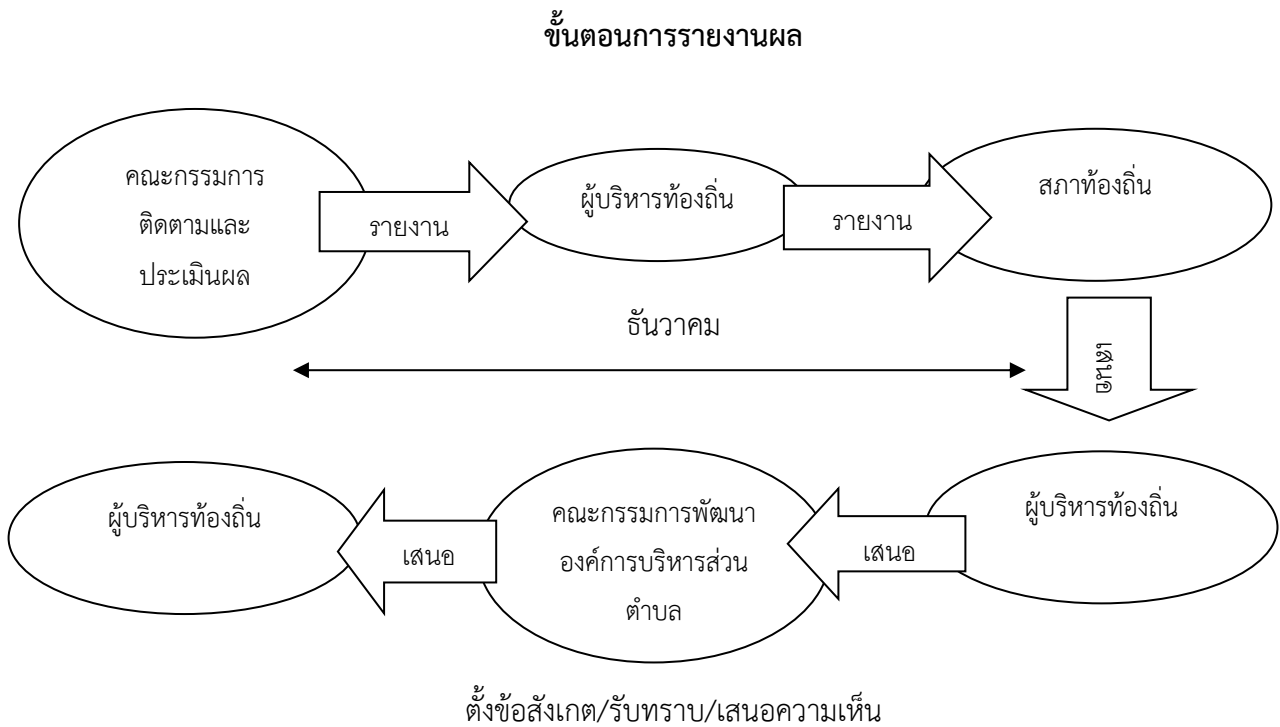 ขั้นตอนการรายงานผล
คณะกรรมการ
ติดตามและ
ประเมินผล
รายงาน
ผู้บริหารท้องถิ่น
รายงาน
สภาท้องถิ่น
ธันวาคม
เสนอ
ผู้บริหารท้องถิ่น
เสนอ
คณะกรรมการพัฒนา
องค์การบริหารส่วน
ตำบล
เสนอ
ผู้บริหารท้องถิ่น
ตั้งข้อสังเกต/รับทราบ/เสนอความเห็น